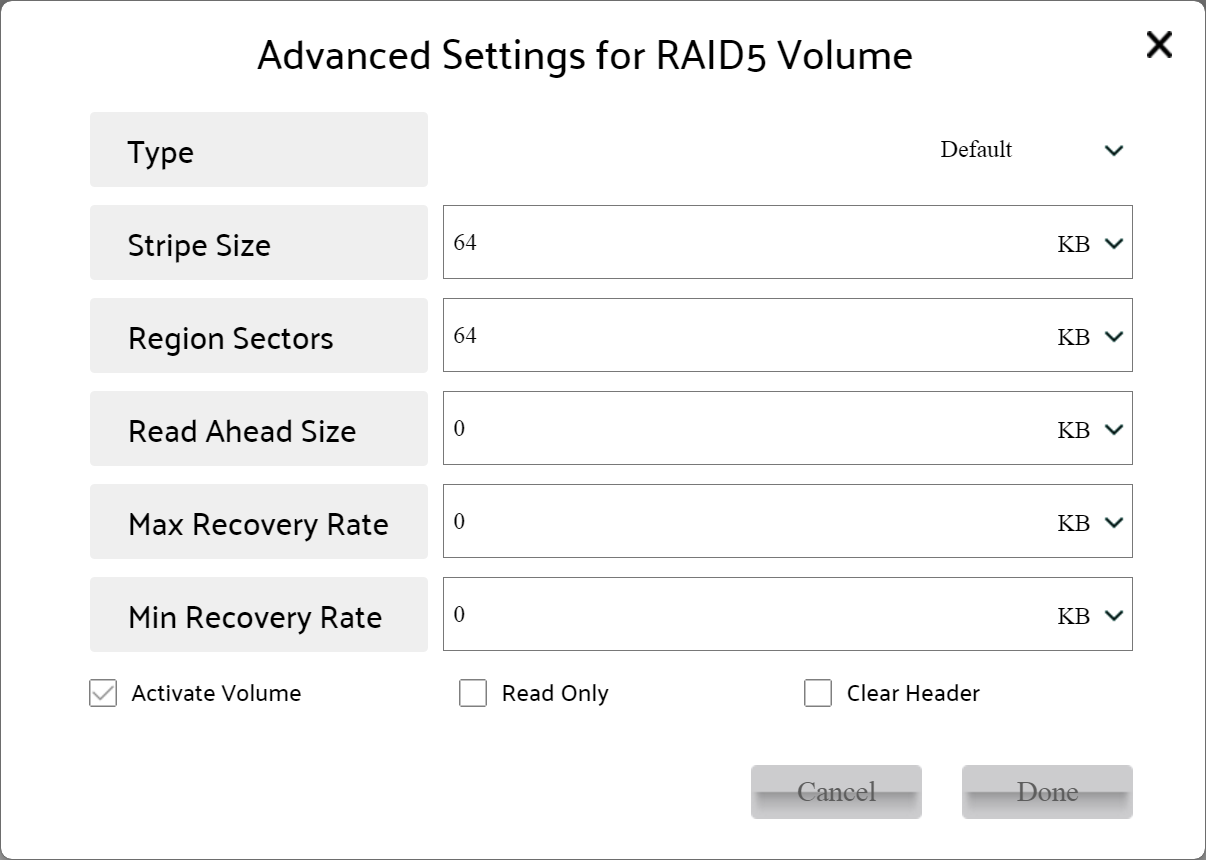 Advanced Settings for RAID5 Volume
Type Default
Stripe Size 64 KB
Region Sectors 64 KB
Read Ahead Size 0 KB
Max Recovery Rate 0 KB
Min Recovery Rate 0 KB
Activate Volume Read Only Clear Header
Cancel Done